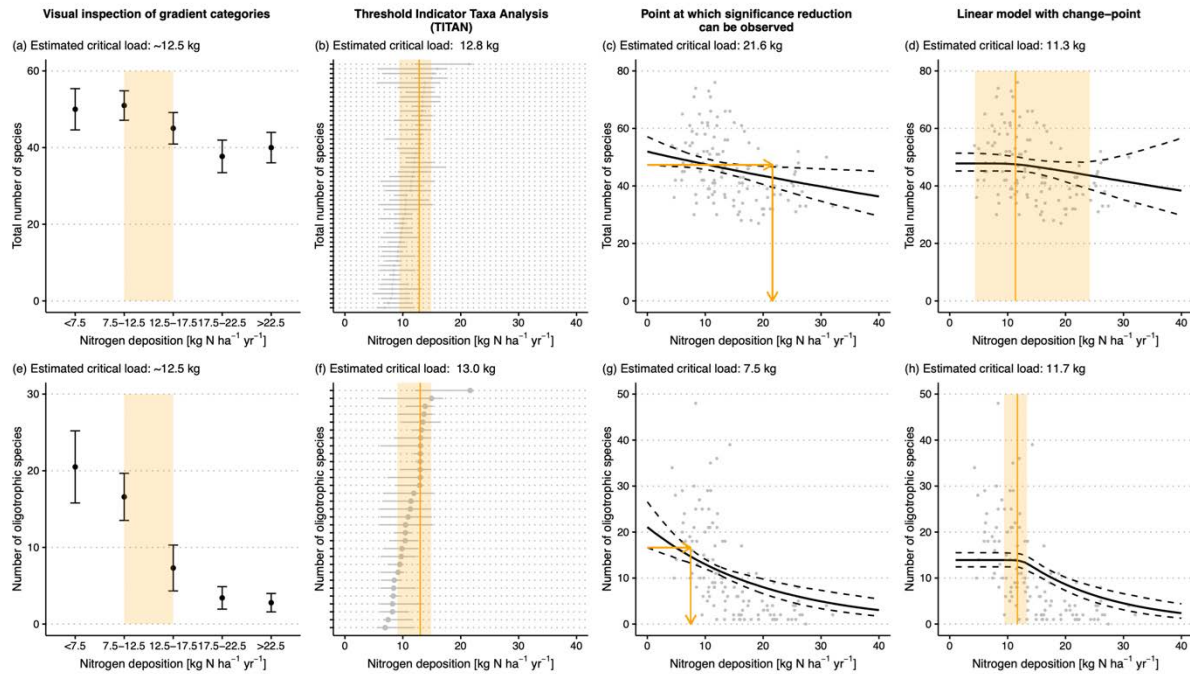 Visual inspection of gradient categories
Threshold Indicator Taxa Analysis
(TITAN)
Point at which significance reduction
can be observed
Linear model with change–point
(a) Estimated critical load: ~12.5 kg
(b) Estimated critical load: 12.8 kg
(c) Estimated critical load: 21.6 kg
(d) Estimated critical load: 11.3 kg
Total number of species
60
40
20
0
<7.5
7.5–12.5
12.5–17.5
17.5–22.5
>22.5
Nitrogen deposition [kg N ha⁻¹ yr⁻¹]
Total number of species
0
10
20
30
40
Nitrogen deposition [kg N ha⁻¹ yr⁻¹]
Total number of species
80
60
40
20
0
0
10
20
30
40
Nitrogen deposition [kg N ha⁻¹ yr⁻¹]
Total number of species
80
60
40
20
0
0
10
20
30
40
Nitrogen deposition [kg N ha⁻¹ yr⁻¹]
(e) Estimated critical load: ~12.5 kg
(f) Estimated critical load: 13.0 kg
(g) Estimated critical load: 7.5 kg
(h) Estimated critical load: 11.7 kg
Number of oligotrophic species
30
20
10
0
<7.5
7.5–12.5
12.5–17.5
17.5–22.5
>22.5
Nitrogen deposition [kg N ha⁻¹ yr⁻¹]
Number of oligotrophic species
0
10
20
30
40
Nitrogen deposition [kg N ha⁻¹ yr⁻¹]
Number of oligotrophic species
50
40
30
20
10
0
0
10
20
30
40
Nitrogen deposition [kg N ha⁻¹ yr⁻¹]
Number of oligotrophic species
50
40
30
20
10
0
0
10
20
30
40
Nitrogen deposition [kg N ha⁻¹ yr⁻¹]